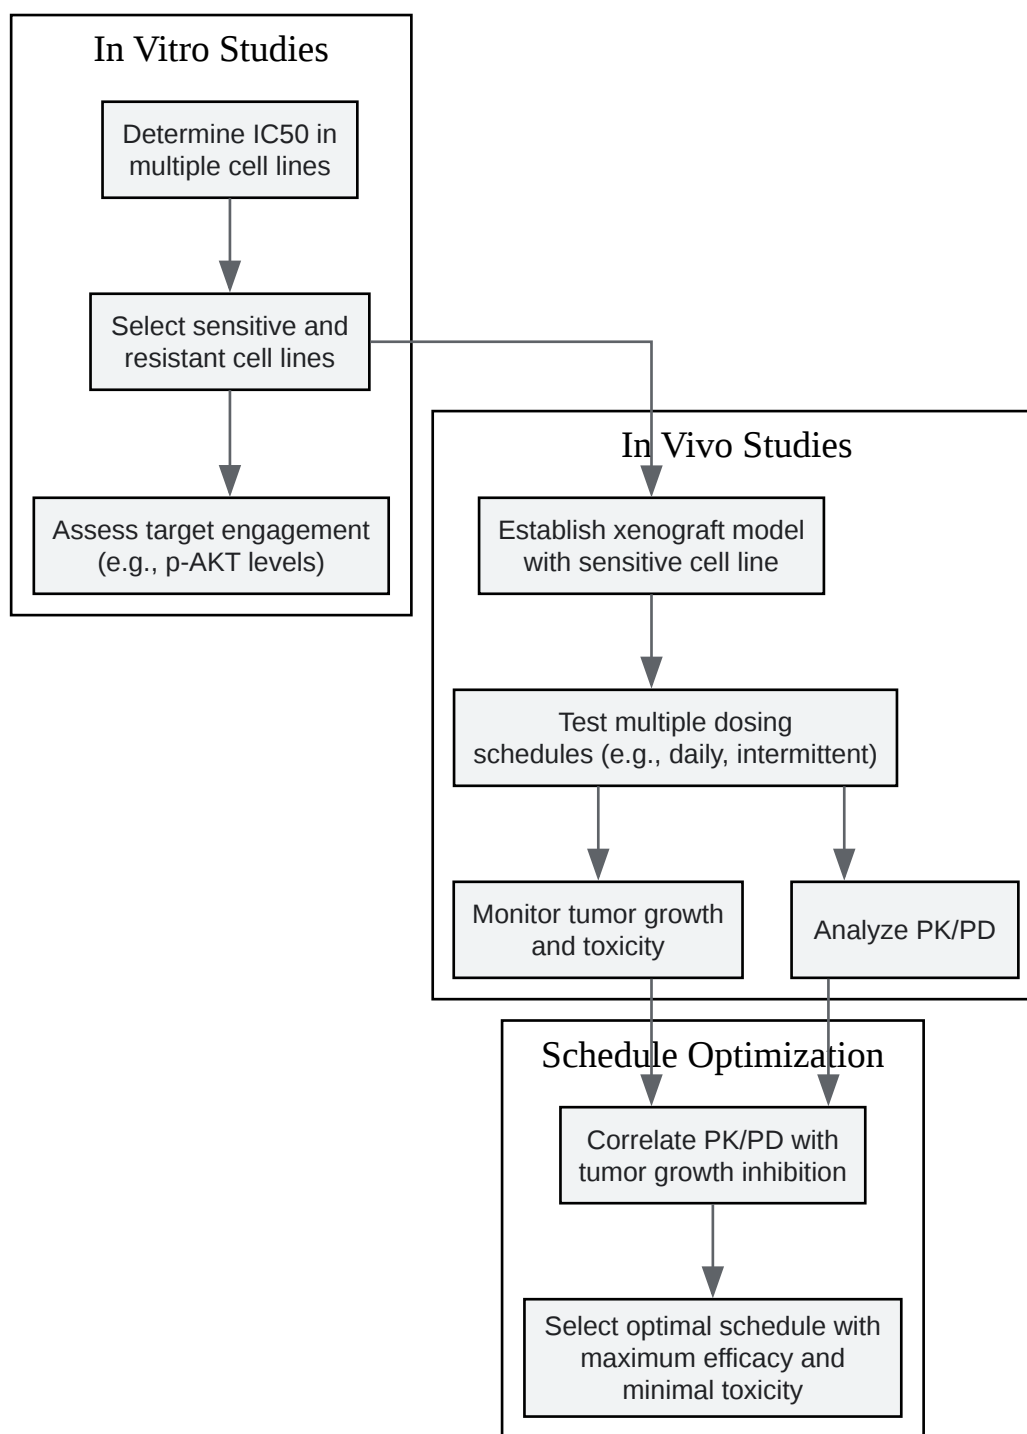 In Vitro Studies
Determine IC50 in
multiple cell lines
Select sensitive and
resistant cell lines
Assess target engagement
(e.g., p-AKT levels)
In Vivo Studies
Establish xenograft model
with sensitive cell line
Test multiple dosing
schedules (e.g., daily, intermittent)
Monitor tumor growth
and toxicity
Analyze PK/PD
Schedule Optimization
Correlate PK/PD with
tumor growth inhibition
Select optimal schedule with
maximum efficacy and
minimal toxicity